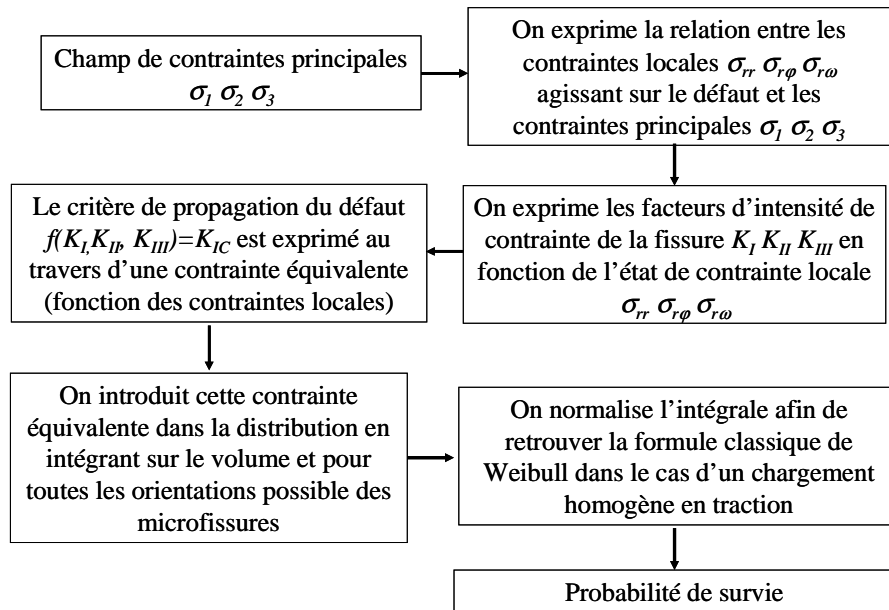 Champ de contraintes principales
σ1 σ2 σ3
On exprime la relation entre les
contraintes locales σrr σrφ σrω
agissant sur le défaut et les
contraintes principales σ1 σ2 σ3
On exprime les facteurs d’intensité de
contrainte de la fissure KI KII KIII en
fonction de l’état de contrainte locale
σrr σrφ σrω
Le critère de propagation du défaut
f(KI,KII, KIII)=KIC est exprimé au
travers d’une contrainte équivalente
(fonction des contraintes locales)
On introduit cette contrainte
équivalente dans la distribution en
intégrant sur le volume et pour
toutes les orientations possible des
microfissures
On normalise l’intégrale afin de
retrouver la formule classique de
Weibull dans le cas d’un chargement
homogène en traction
Probabilité de survie